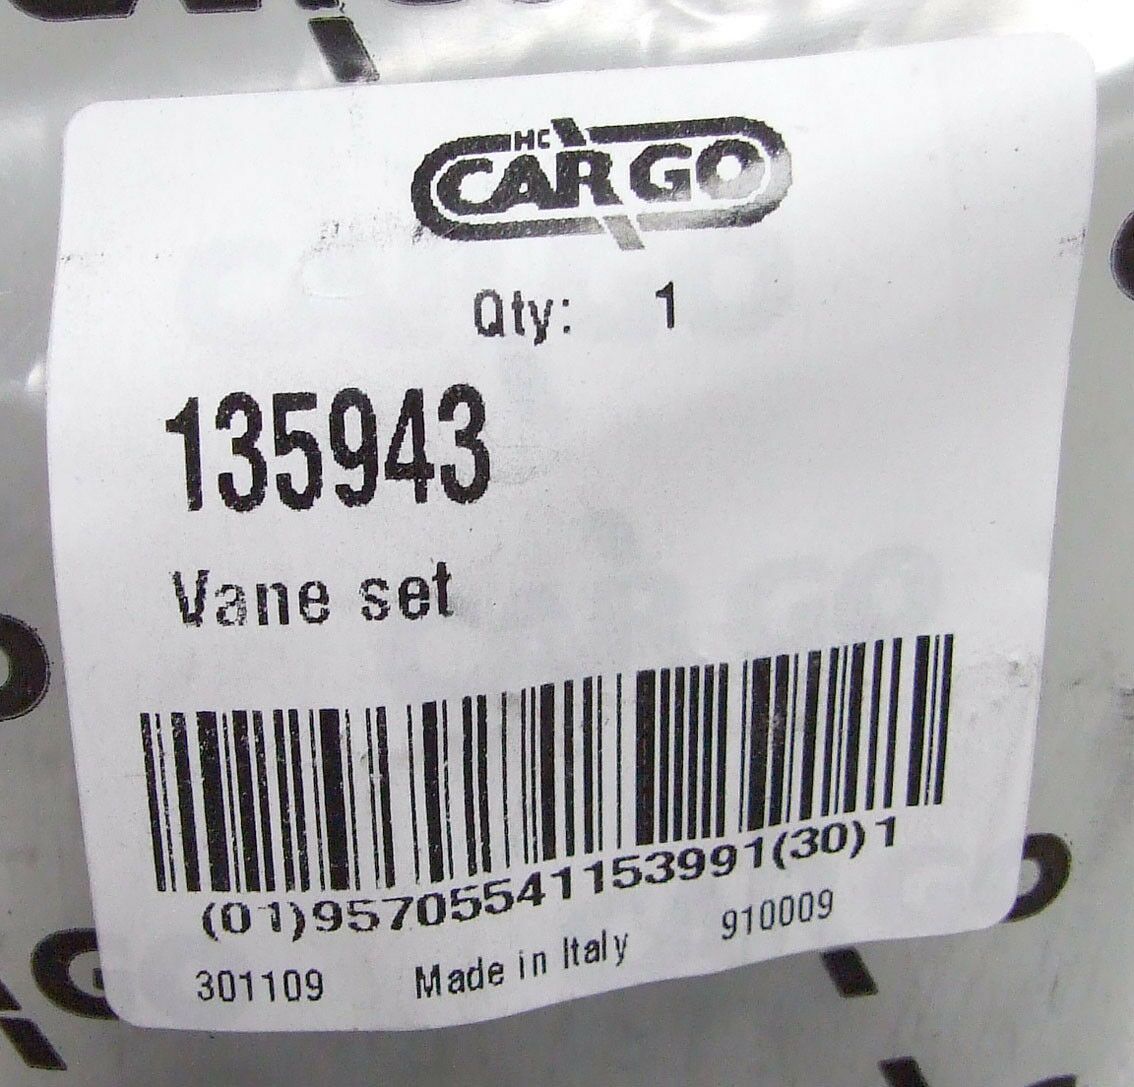 HC
CARGO
Qty: 1
135943
Vane set
(01)95705541153991(30)1
301109 Made in Italy 910009